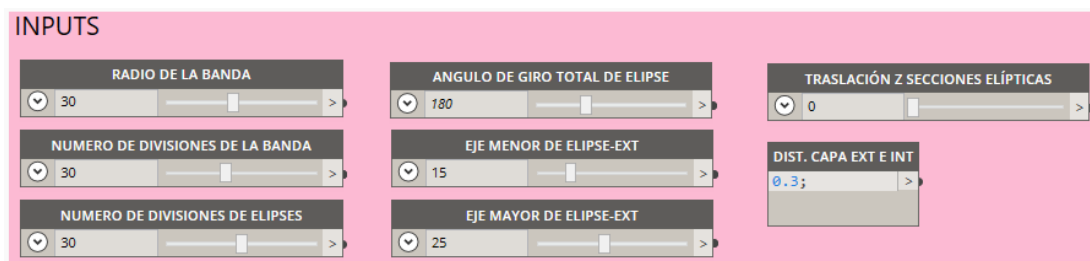 INPUTS
RADIO DE LA BANDA
30
>
NUMERO DE DIVISIONES DE LA BANDA
30
>
NUMERO DE DIVISIONES DE ELIPSES
30
>
ANGULO DE GIRO TOTAL DE ELIPSE
180
>
EJE MENOR DE ELIPSE-EXT
15
>
EJE MAYOR DE ELIPSE-EXT
25
>
TRASLACIÓN Z SECCIONES ELÍPTICAS
0
>
DIST. CAPA EXT E INT
0.3; >